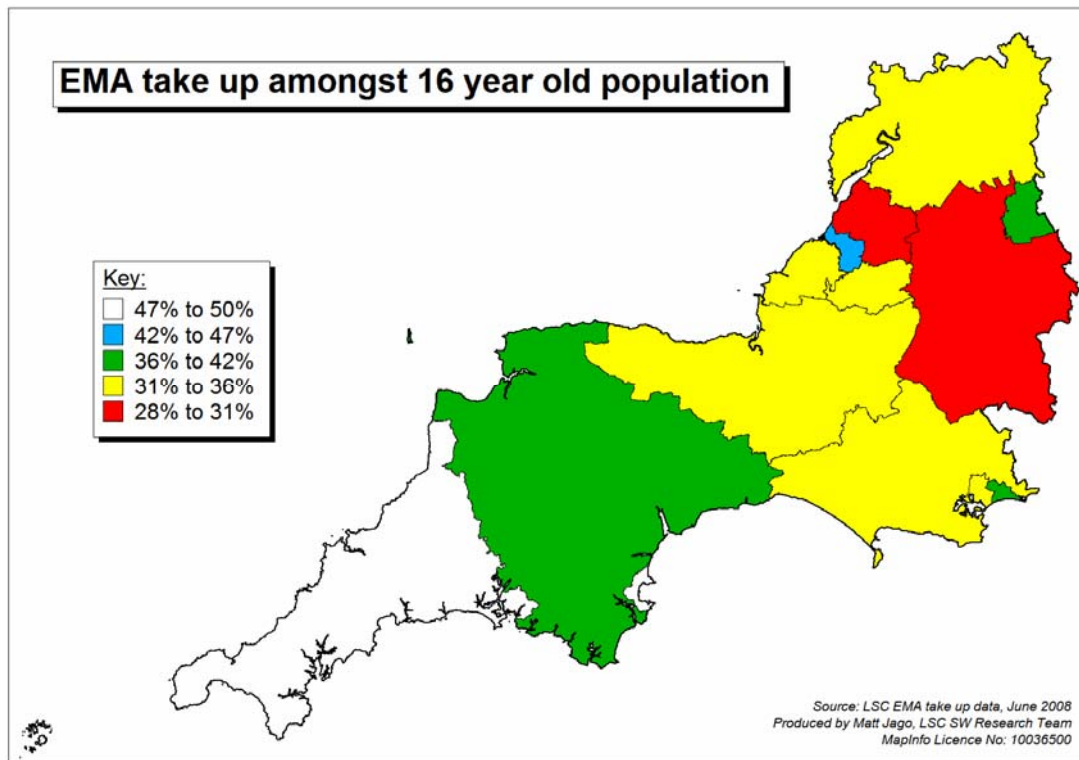 EMA take up amongst 16 year old population
Key:
47% to 50%
42% to 47%
36% to 42%
31% to 36%
28% to 31%
Source: LSC EMA take up data, June 2008
Produced by Matt Jago, LSC SW Research Team
MapInfo Licence No: 10036500